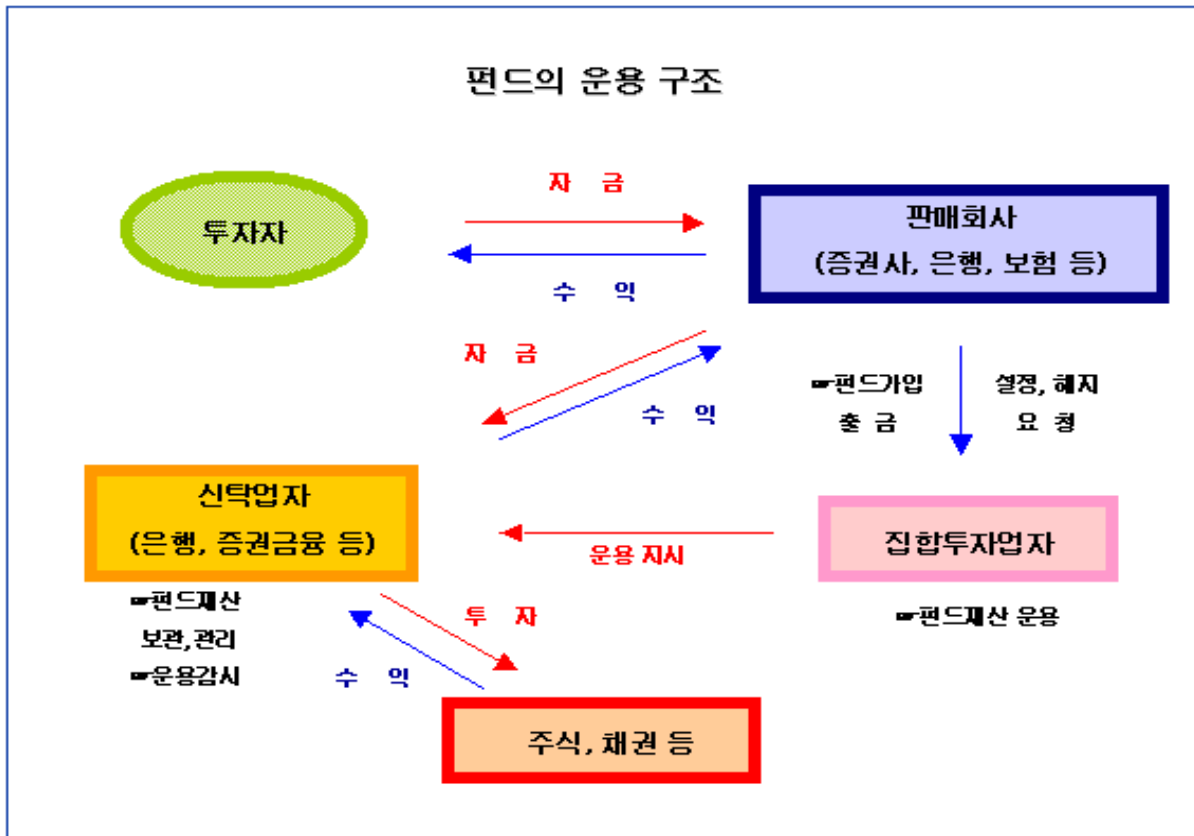 펀드의 운용 구조
자 금
투자자
판매회사
(증권사, 은행, 보험 등)
수 익
자 금
수 익
☞펀드가입
출 금
설정, 해지
요 청
신탁업자
(은행, 증권금융 등)
운용 지시
집합투자업자
☞펀드재산
보관,관리
☞운용감시
투 자
수 익
☞펀드재산 운용
주식, 채권 등